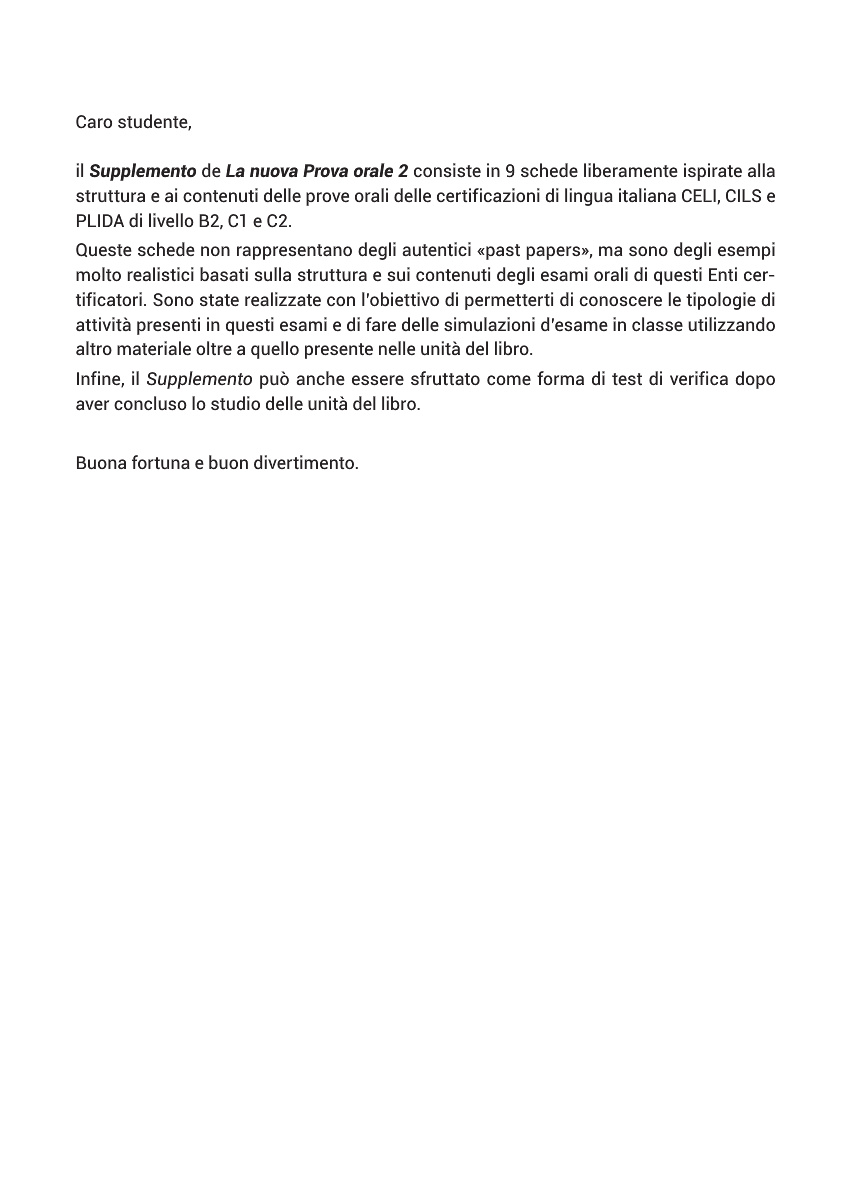 Caro studente,
il Supplemento de La nuova Prova orale 2 consiste in 9 schede liberamente ispirate alla
struttura e ai contenuti delle prove orali delle certificazioni di lingua italiana CELI, CILS e
PLIDA di livello B2, C1 e C2.
Queste schede non rappresentano degli autentici «past papers», ma sono degli esempi
molto realistici basati sulla struttura e sui contenuti degli esami orali di questi Enti cer-
tificatori. Sono state realizzate con l'obiettivo di permetterti di conoscere le tipologie di
attività presenti in questi esami e di fare delle simulazioni d'esame in classe utilizzando
altro materiale oltre a quello presente nelle unità del libro.
Infine, il Supplemento può anche essere sfruttato come forma di test di verifica dopo
aver concluso lo studio delle unità del libro.
Buona fortuna e buon divertimento.